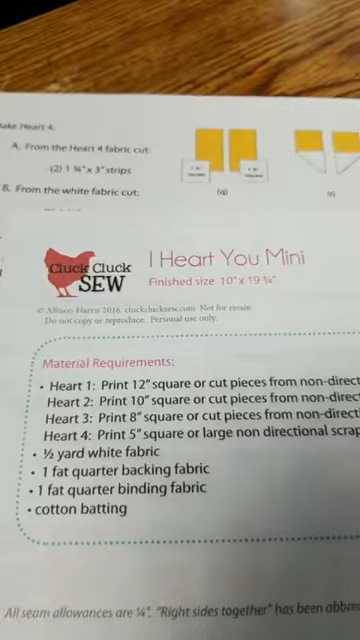 ake Heart 4.
A. From the Heart 4 fabric cut:
-(2) 1 ¾" x 3" strips
B. From the white fabric cut:
(q)
(r)
Cluck Cluck
SEW
I Heart You Mini
Finished size 10" x 19 ¾"
© Allison Harris 2016. cluckclucksew.com Not for resale.
Do not copy or reproduce. Personal use only.
Material Requirements:
• Heart 1: Print 12" square or cut pieces from non-direct
Heart 2: Print 10" square or cut pieces from non-direct
Heart 3: Print 8" square or cut pieces from non-directi
Heart 4: Print 5" square or large non directional scrap
• ½ yard white fabric
• 1 fat quarter backing fabric
• 1 fat quarter binding fabric
• cotton batting
All seam allowances are ¼". "Right sides together" has been abbre